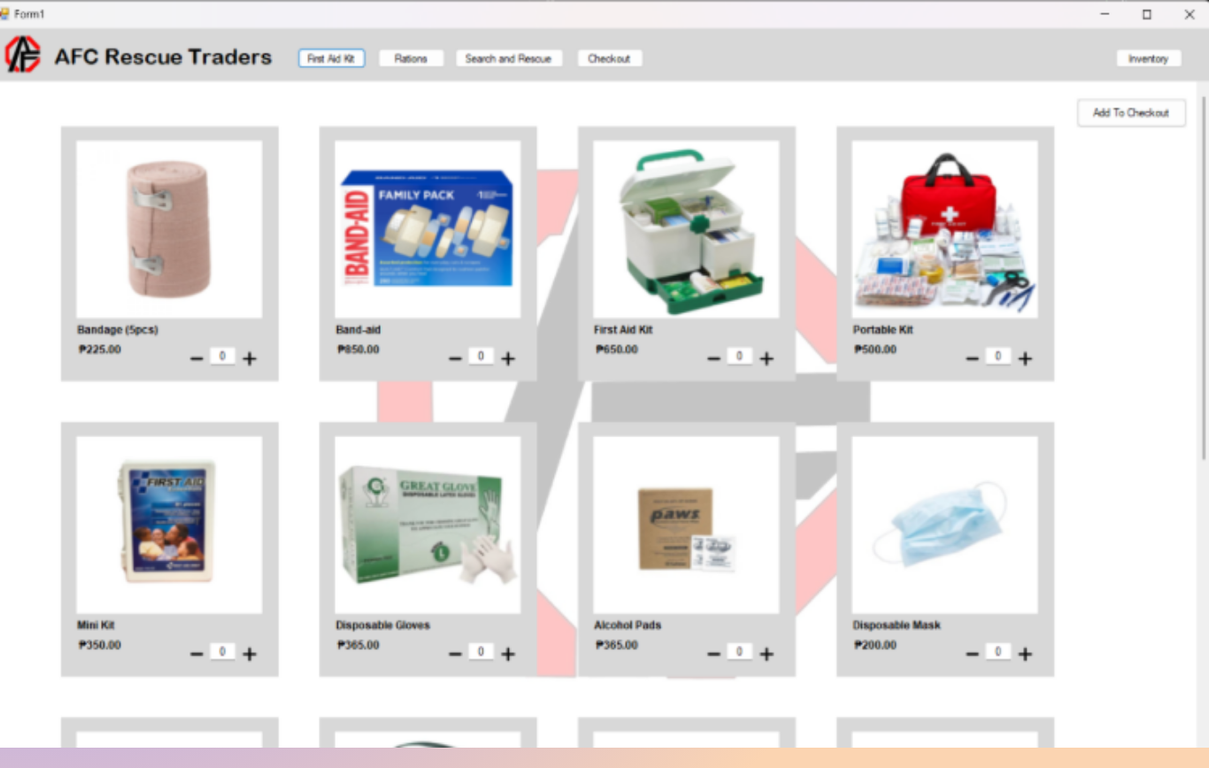 Form1
AFC Rescue Traders
First Aid Kit
Rations
Search and Rescue
Checkout
Inventory
Add To Checkout
BAND-AID
FAMILY PACK
Bandage (5pcs)
₱225.00
0
Band-aid
₱850.00
0
First Aid Kit
₱650.00
0
Portable Kit
₱500.00
0
FIRST AID
GREAT GLOVE
DISPOSABLE LATEX GLOVES
L
paws
Mini Kit
₱350.00
0
Disposable Gloves
₱365.00
0
Alcohol Pads
₱365.00
0
Disposable Mask
₱200.00
0